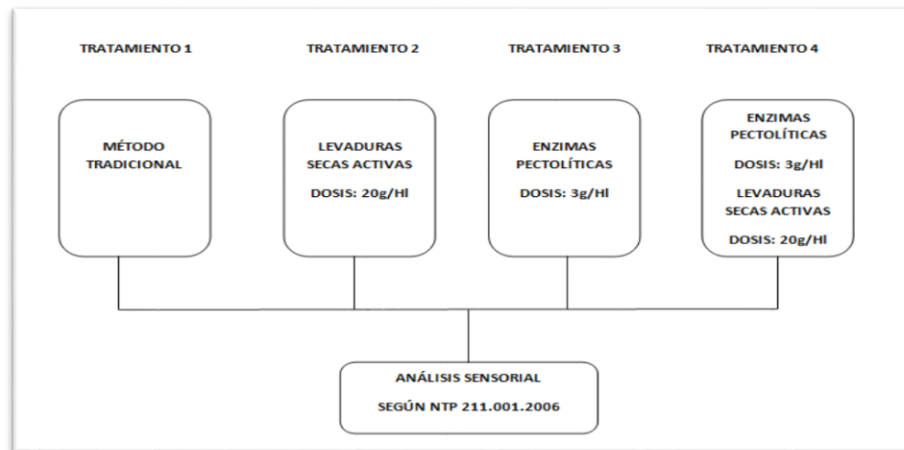 TRATAMIENTO 1
TRATAMIENTO 2
TRATAMIENTO 3
TRATAMIENTO 4
MÉTODO
TRADICIONAL
LEVADURAS
SECAS ACTIVAS
DOSIS: 20g/Hl
ENZIMAS
PECTOLÍTICAS
DOSIS: 3g/Hl
ENZIMAS
PECTOLÍTICAS
DOSIS: 3g/Hl
LEVADURAS
SECAS ACTIVAS
DOSIS: 20g/Hl
ANÁLISIS SENSORIAL
SEGÚN NTP 211.001.2006